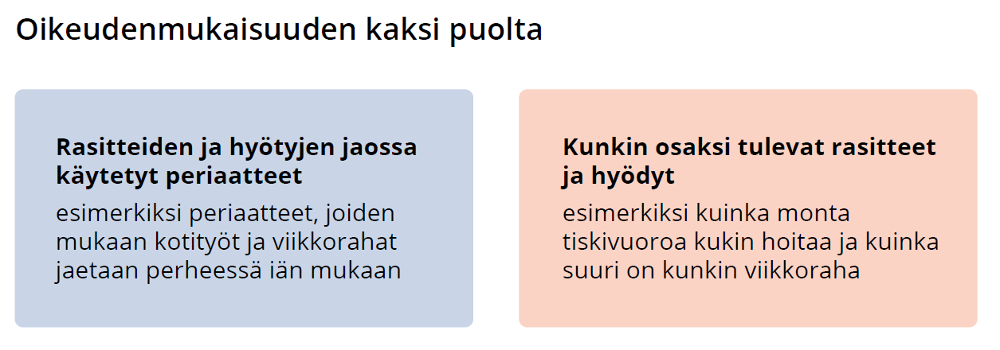 Oikeudenmukaisuuden kaksi puolta
Rasitteiden ja hyötyjen jaossa
käytetyt periaatteet
esimerkiksi periaatteet, joiden
mukaan kotityöt ja viikkorahat
jaetaan perheessä iän mukaan
Kunkin osaksi tulevat rasitteet
ja hyödyt
esimerkiksi kuinka monta
tiskivuoroa kukin hoitaa ja kuinka
suuri on kunkin viikkoraha